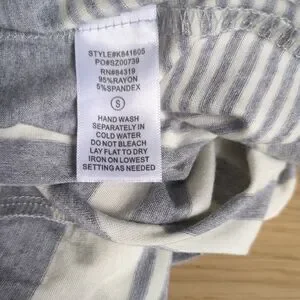 STYLE#K641605
PO#SZ00739
RN#84319
95%RAYON
5%SPANDEX
S
HAND WASH
SEPARATELY IN
COLD WATER
DO NOT BLEACH
LAY FLAT TO DRY
IRON ON LOWEST
SETTING AS NEEDED